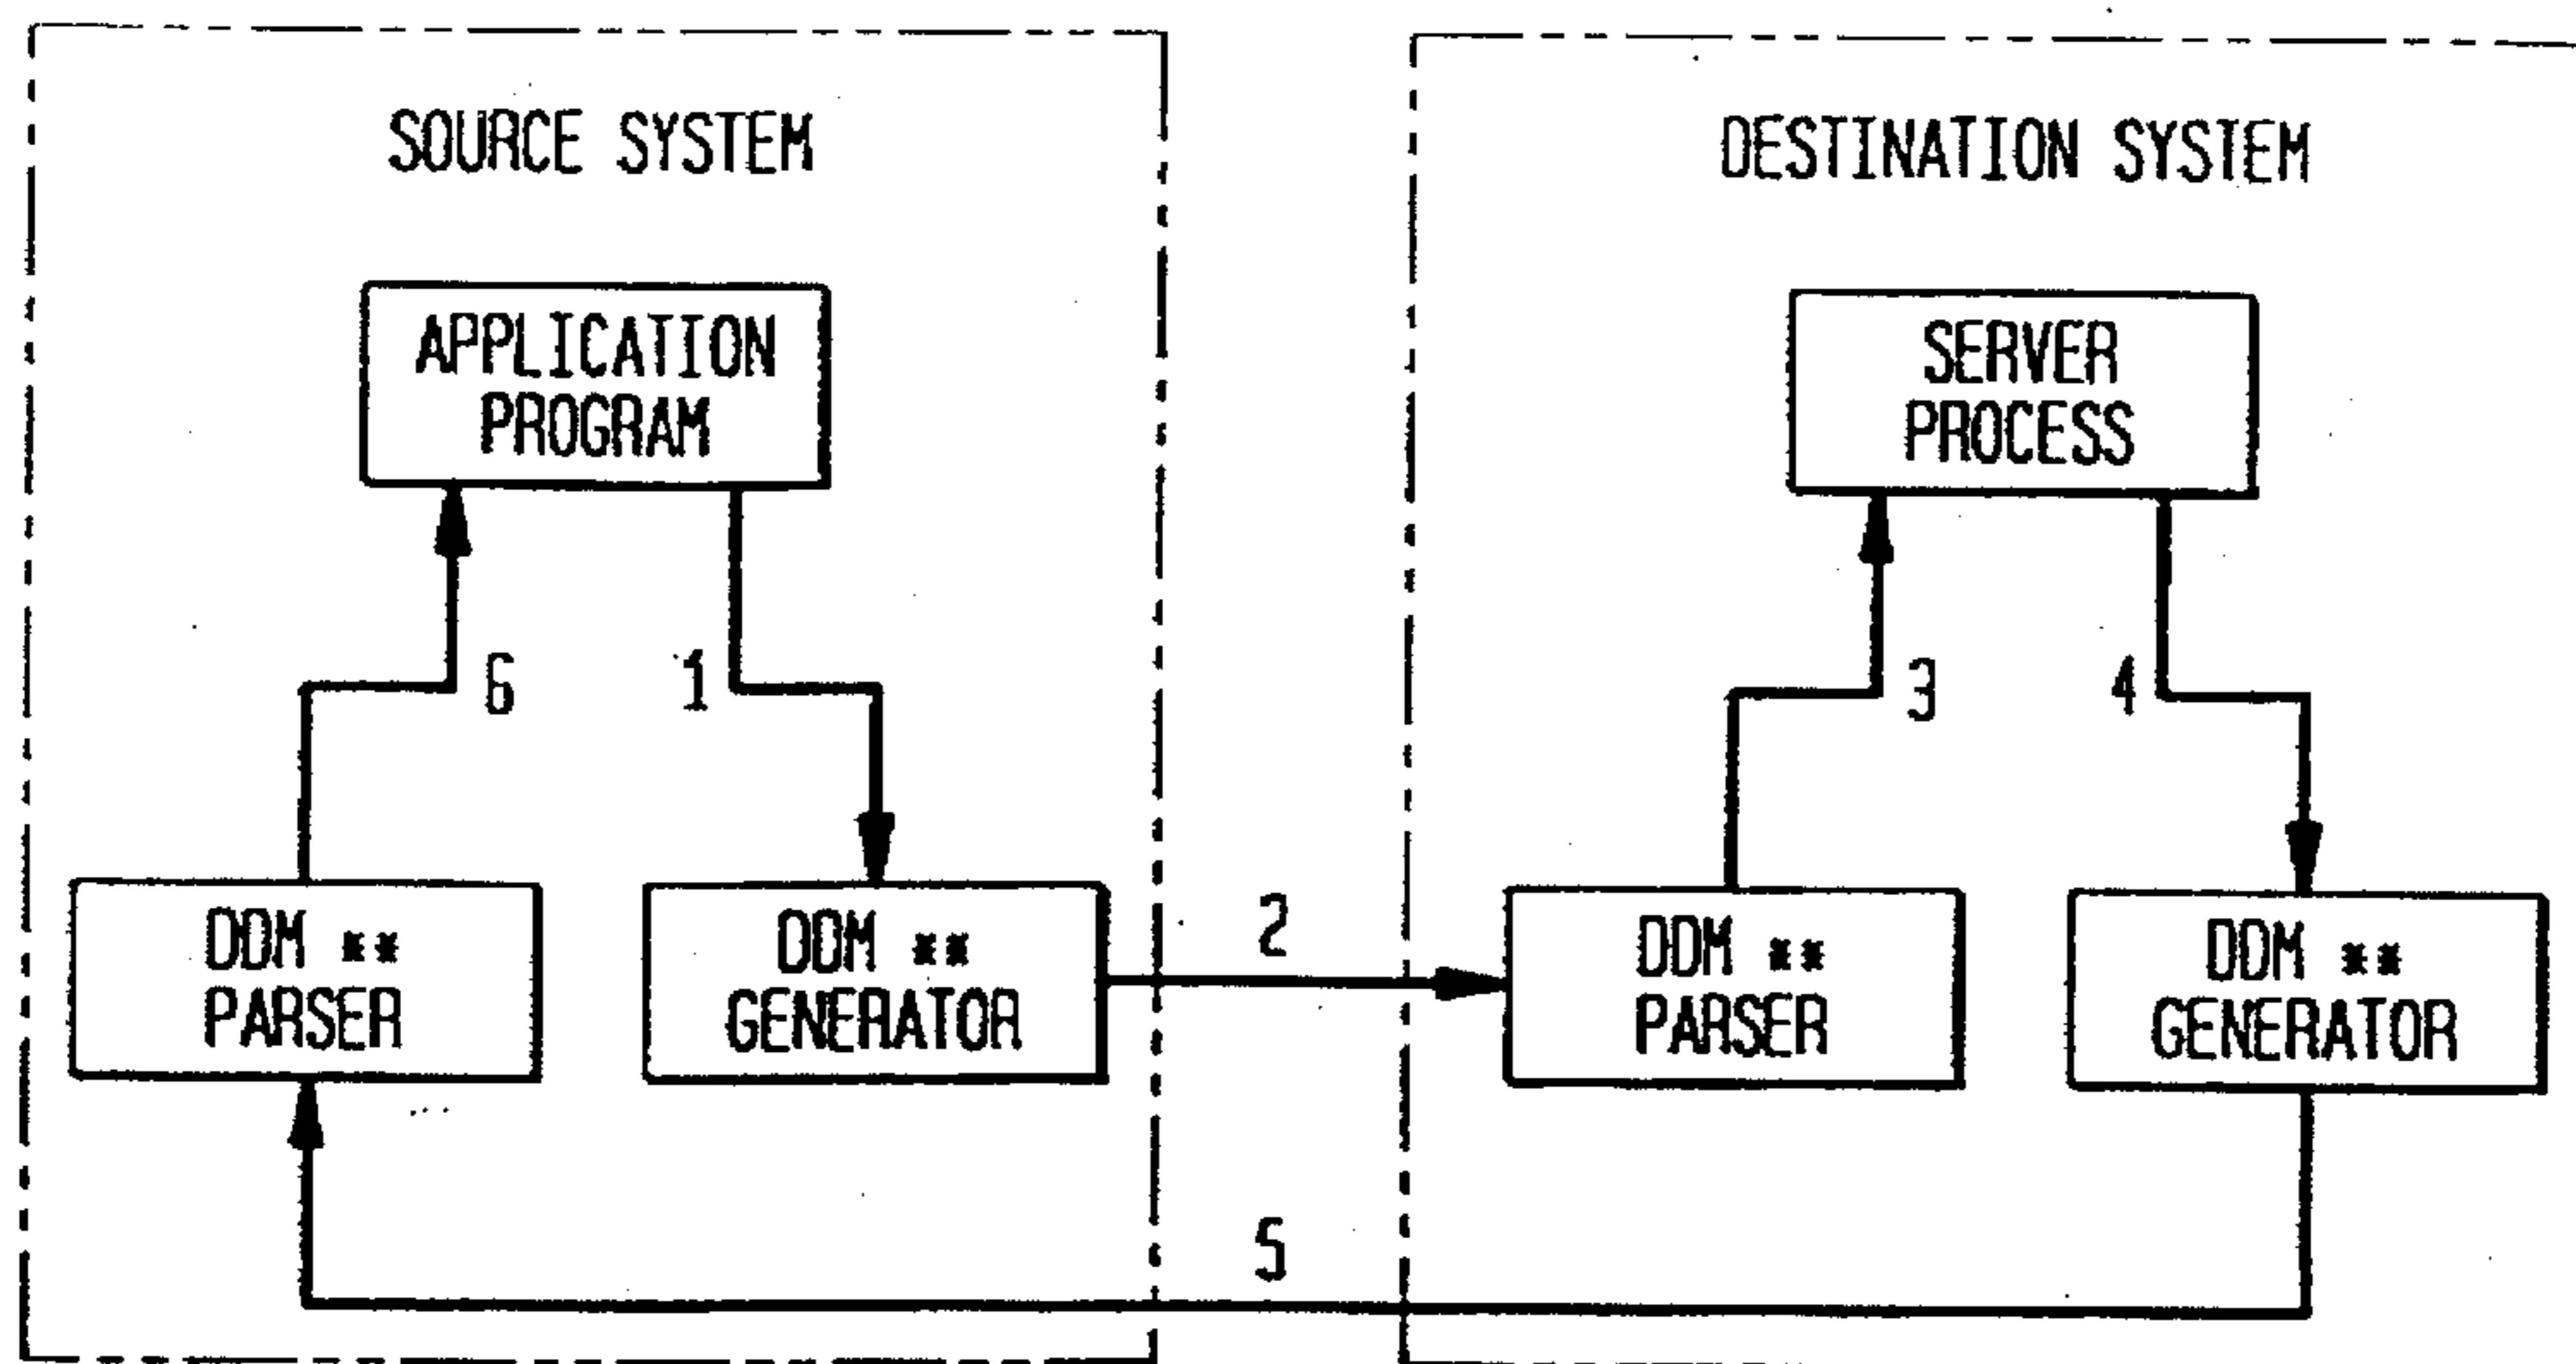 SOURCE SYSTEM
DESTINATION SYSTEM
APPLICATION
PROGRAM
SERVER
PROCESS
6
1
3
4
DDM **
PARSER
DDM **
GENERATOR
2
DDM **
PARSER
DDM **
GENERATOR
5